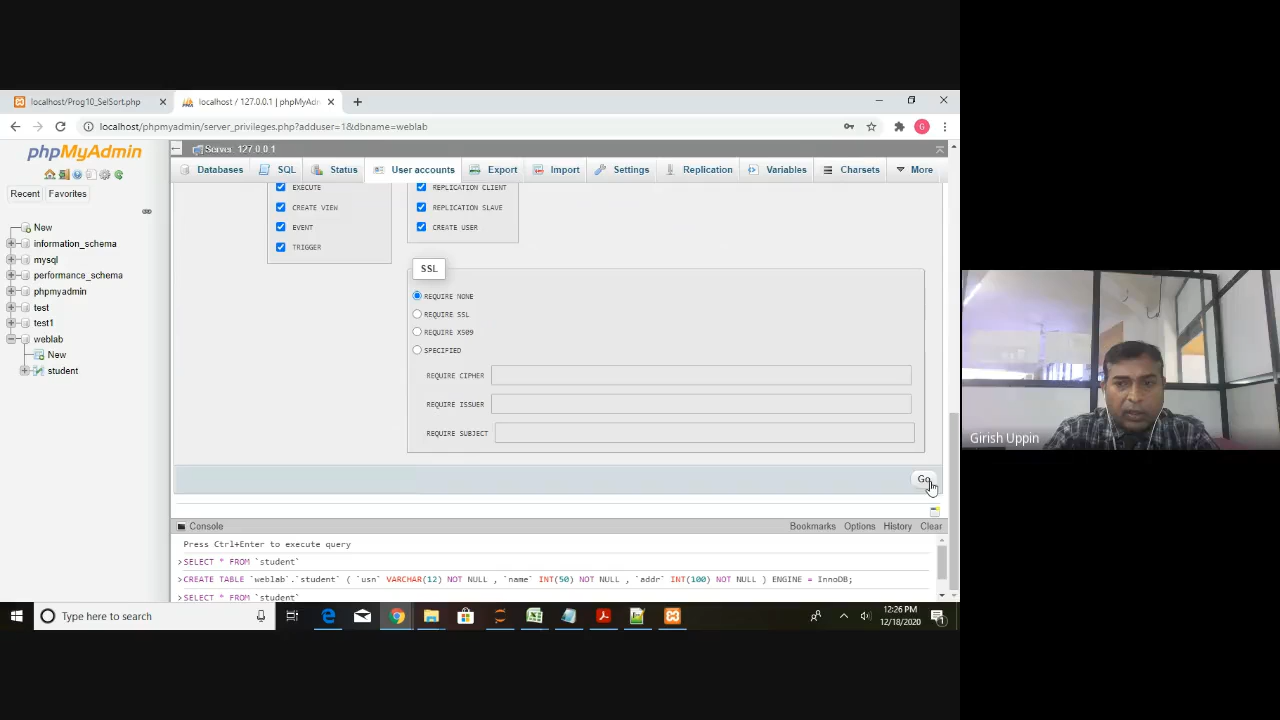 localhost/Prog10_SelSort.php
localhost / 127.0.0.1 | phpMyAdm
localhost/phpmyadmin/server_privileges.php?adduser=1&dbname=weblab
G
phpMyAdmin
Recent
Favorites
New
information_schema
mysql
performance_schema
phpmyadmin
test
test1
weblab
New
student
Server: 127.0.0.1
Databases
SQL
Status
User accounts
Export
Import
Settings
Replication
Variables
Charsets
More
EXECUTE
CREATE VIEW
EVENT
TRIGGER
REPLICATION CLIENT
REPLICATION SLAVE
CREATE USER
SSL
REQUIRE NONE
REQUIRE SSL
REQUIRE X509
SPECIFIED
REQUIRE CIPHER
REQUIRE ISSUER
REQUIRE SUBJECT
Go
Console
Bookmarks
Options
History
Clear
Press Ctrl+Enter to execute query
>SELECT * FROM `student`
>CREATE TABLE `weblab`.`student` ( `usn` VARCHAR(12) NOT NULL , `name` INT(50) NOT NULL , `addr` INT(100) NOT NULL ) ENGINE = InnoDB;
>SELECT * FROM `student`
Type here to search
12:26 PM
12/18/2020
1
Girish Uppin